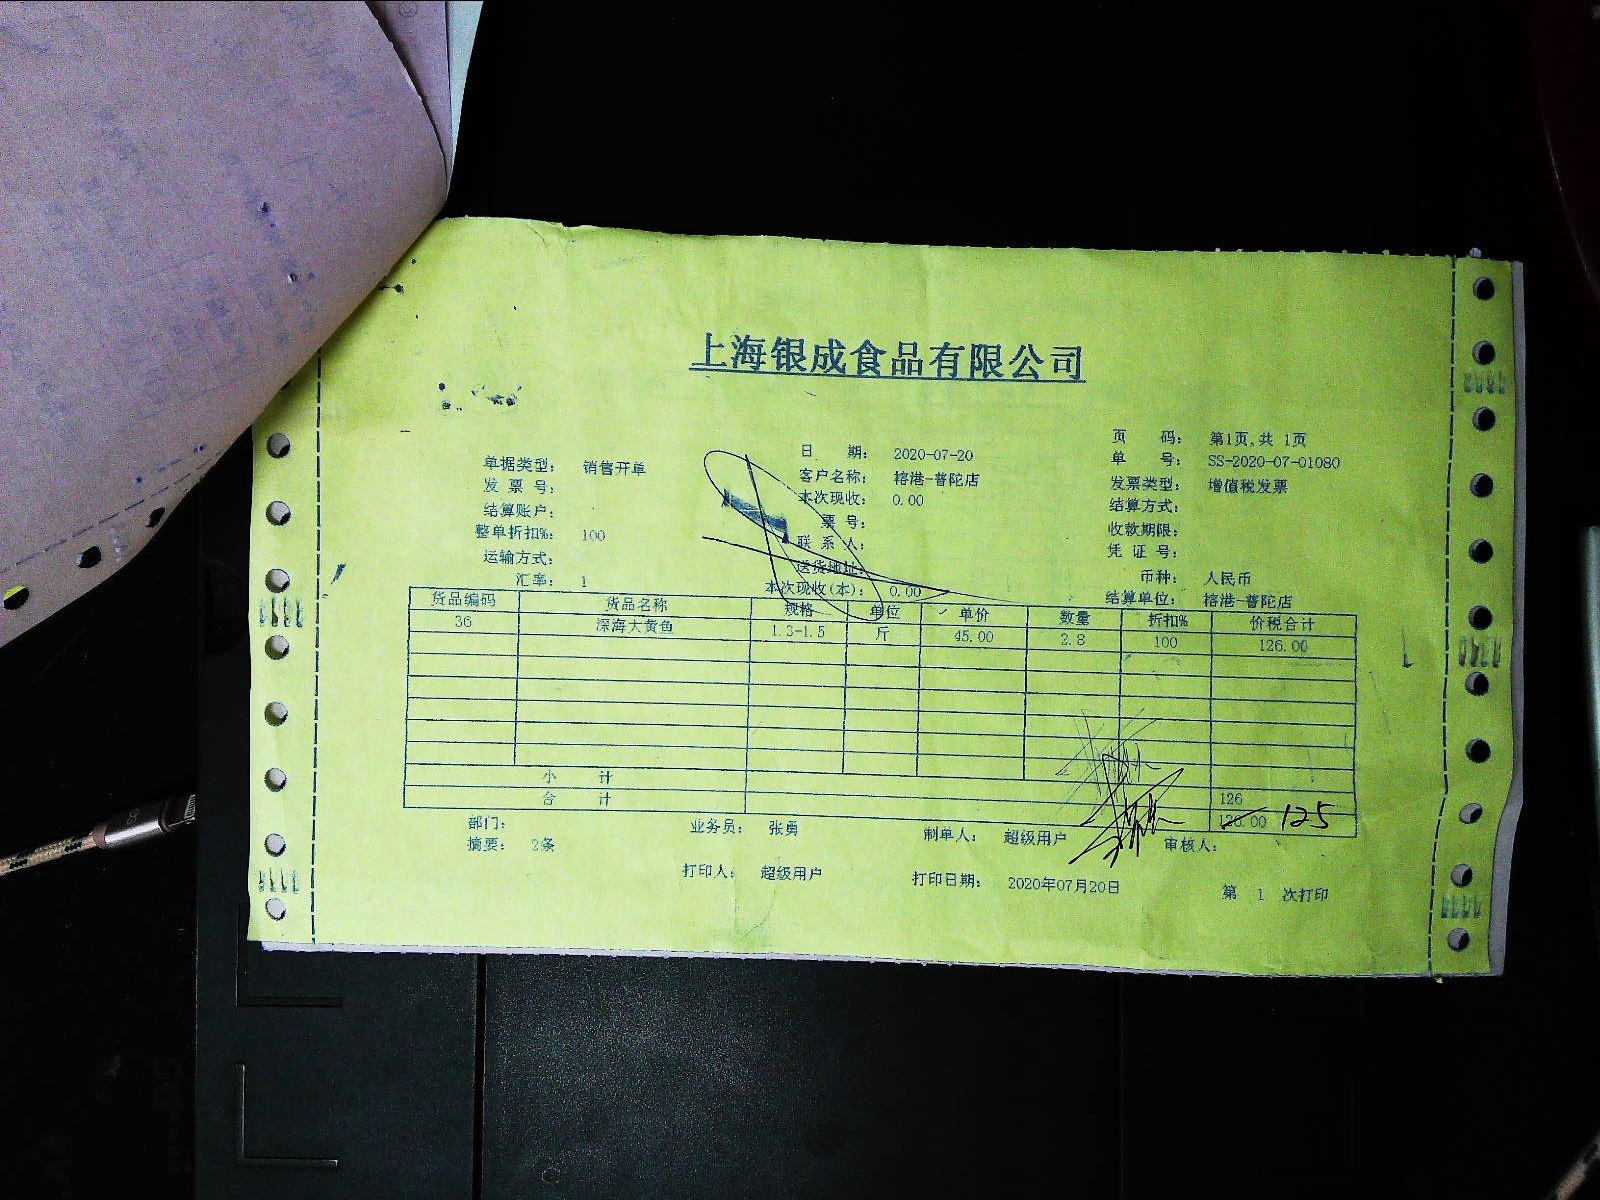 上海银成食品有限公司
页 码: 第1页,共 1页
单据类型: 销售开单 日 期: 2020-07-20 单 号: SS-2020-07-01080
发 票 号: 客户名称: 榕港-普陀店 发票类型: 增值税发票
结算账户: 本次现收: 0.00 结算方式:
整单折扣%: 100 票号: 收款期限:
运输方式: 联 系 人: 凭 证 号:
送货地址: 币种: 人民币
汇率: 1 本次现收(本): 0.00 结算单位: 榕港-普陀店
货品编码 货品名称 规格 单位 单价 数量 折扣% 价税合计
36 深海大黄鱼 1.3-1.5 斤 45.00 2.8 100 126.00
小 计 126
合 计 126.00 125
部门: 业务员: 张勇 制单人: 超级用户 审核人:
摘要: 2条
打印人: 超级用户 打印日期: 2020年07月20日 第 1 次打印